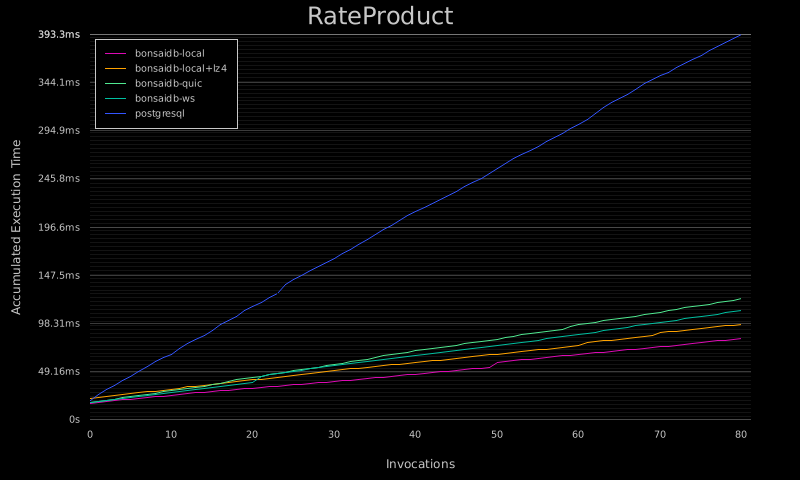 RateProduct
393.3ms
344.1ms
294.9ms
245.8ms
196.6ms
147.5ms
98.31ms
49.16ms
0s
bonsaidb-local
bonsaidb-local+lz4
bonsaidb-quic
bonsaidb-ws
postgresql
Accumulated Execution Time
0 10 20 30 40 50 60 70 80
Invocations